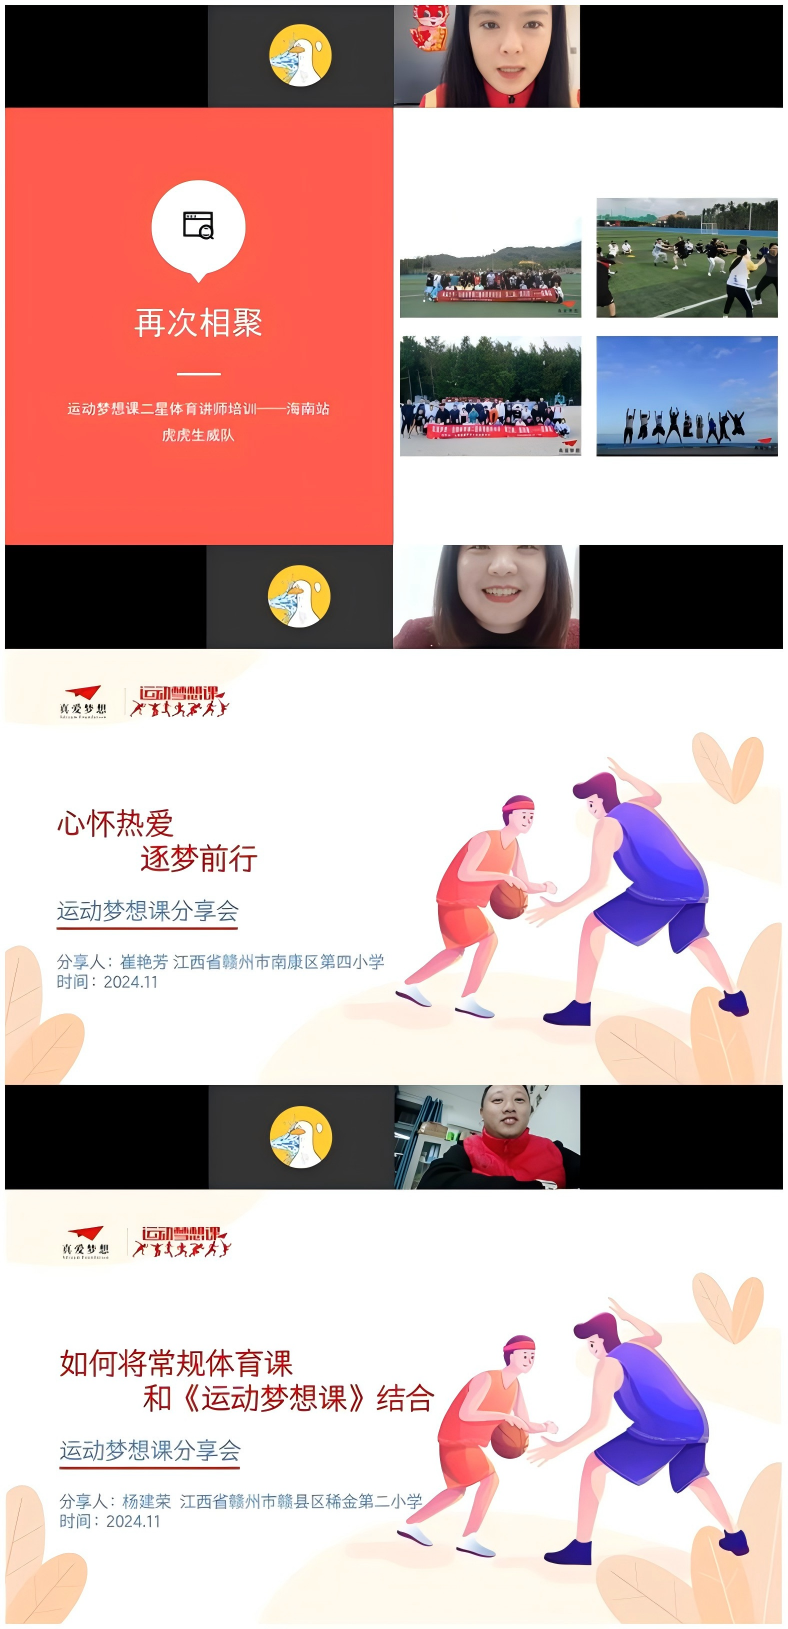 再次相聚
运动梦想课二星体育讲师培训——海南站
虎虎生威队
真爱梦想
运动梦想课
心怀热爱
逐梦前行
运动梦想课分享会
分享人：崔艳芳 江西省赣州市南康区第四小学
时间：2024.11
真爱梦想
运动梦想课
如何将常规体育课
和《运动梦想课》结合
运动梦想课分享会
分享人：杨建荣 江西省赣州市赣县区稀金第二小学
时间：2024.11